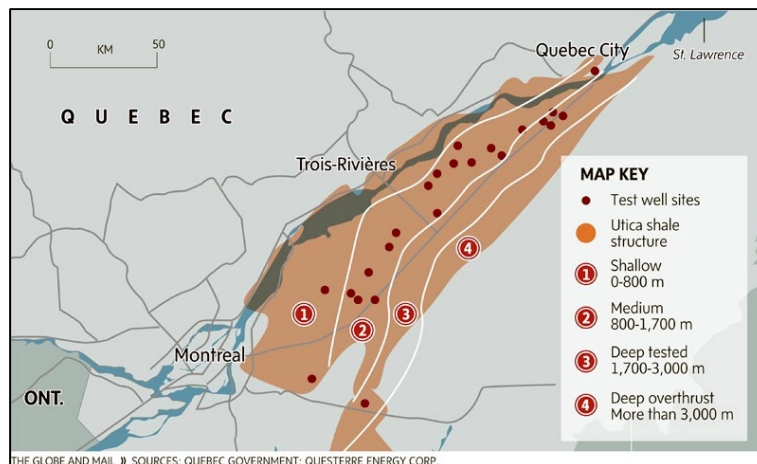 0
50
KM
Quebec City
St. Lawrence
QUEBEC
Trois-Rivières
MAP KEY
Test well sites
Utica shale
structure
1 Shallow
0-800 m
2 Medium
800-1,700 m
3 Deep tested
1,700-3,000 m
4 Deep overthrust
More than 3,000 m
4
1
3
2
Montreal
ONT.
THE GLOBE AND MAIL » SOURCES: QUEBEC GOVERNMENT; QUESTERRE ENERGY CORP.